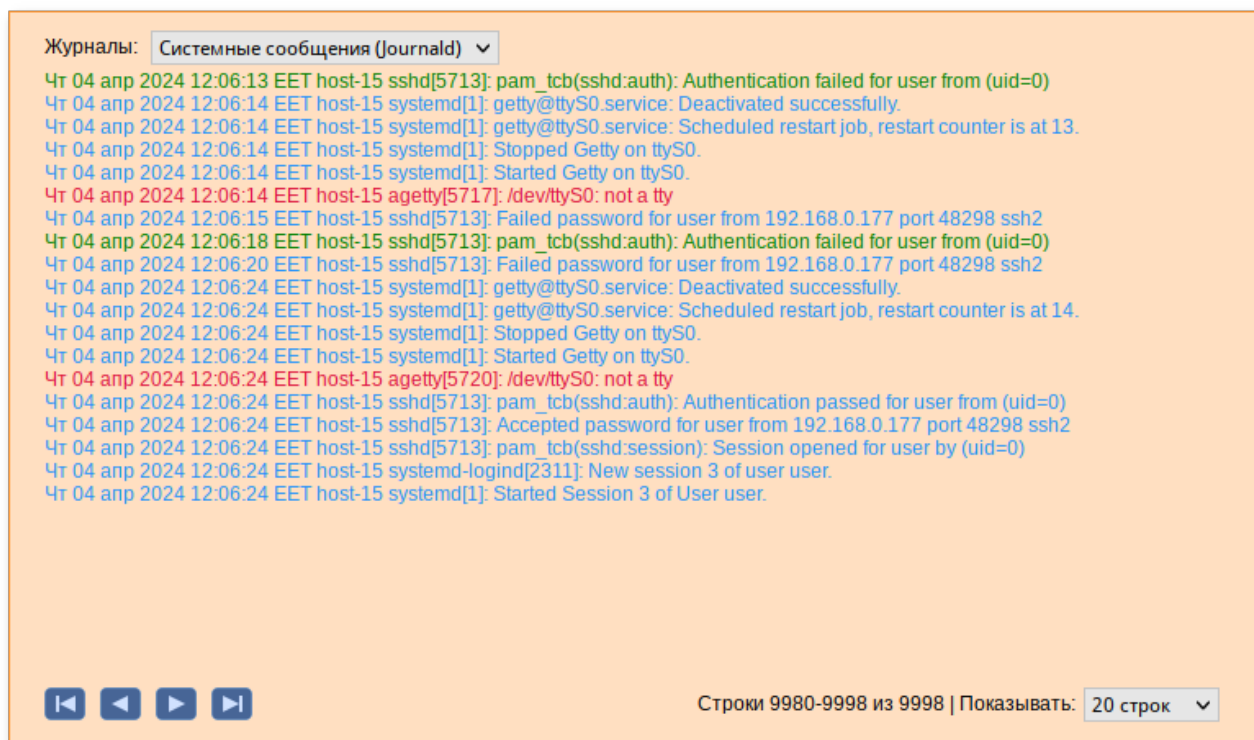 Журналы: Системные сообщения (Journald)
Чт 04 апр 2024 12:06:13 EET host-15 sshd[5713]: pam_tcb(sshd:auth): Authentication failed for user from (uid=0)
Чт 04 апр 2024 12:06:14 EET host-15 systemd[1]: getty@ttyS0.service: Deactivated successfully.
Чт 04 апр 2024 12:06:14 EET host-15 systemd[1]: getty@ttyS0.service: Scheduled restart job, restart counter is at 13.
Чт 04 апр 2024 12:06:14 EET host-15 systemd[1]: Stopped Getty on ttyS0.
Чт 04 апр 2024 12:06:14 EET host-15 systemd[1]: Started Getty on ttyS0.
Чт 04 апр 2024 12:06:14 EET host-15 agetty[5717]: /dev/ttyS0: not a tty
Чт 04 апр 2024 12:06:15 EET host-15 sshd[5713]: Failed password for user from 192.168.0.177 port 48298 ssh2
Чт 04 апр 2024 12:06:18 EET host-15 sshd[5713]: pam_tcb(sshd:auth): Authentication failed for user from (uid=0)
Чт 04 апр 2024 12:06:20 EET host-15 sshd[5713]: Failed password for user from 192.168.0.177 port 48298 ssh2
Чт 04 апр 2024 12:06:24 EET host-15 systemd[1]: getty@ttyS0.service: Deactivated successfully.
Чт 04 апр 2024 12:06:24 EET host-15 systemd[1]: getty@ttyS0.service: Scheduled restart job, restart counter is at 14.
Чт 04 апр 2024 12:06:24 EET host-15 systemd[1]: Stopped Getty on ttyS0.
Чт 04 апр 2024 12:06:24 EET host-15 systemd[1]: Started Getty on ttyS0.
Чт 04 апр 2024 12:06:24 EET host-15 agetty[5720]: /dev/ttyS0: not a tty
Чт 04 апр 2024 12:06:24 EET host-15 sshd[5713]: pam_tcb(sshd:auth): Authentication passed for user from (uid=0)
Чт 04 апр 2024 12:06:24 EET host-15 sshd[5713]: Accepted password for user from 192.168.0.177 port 48298 ssh2
Чт 04 апр 2024 12:06:24 EET host-15 sshd[5713]: pam_tcb(sshd:session): Session opened for user by (uid=0)
Чт 04 апр 2024 12:06:24 EET host-15 systemd-logind[2311]: New session 3 of user user.
Чт 04 апр 2024 12:06:24 EET host-15 systemd[1]: Started Session 3 of User user.
Строки 9980-9998 из 9998 | Показывать: 20 строк